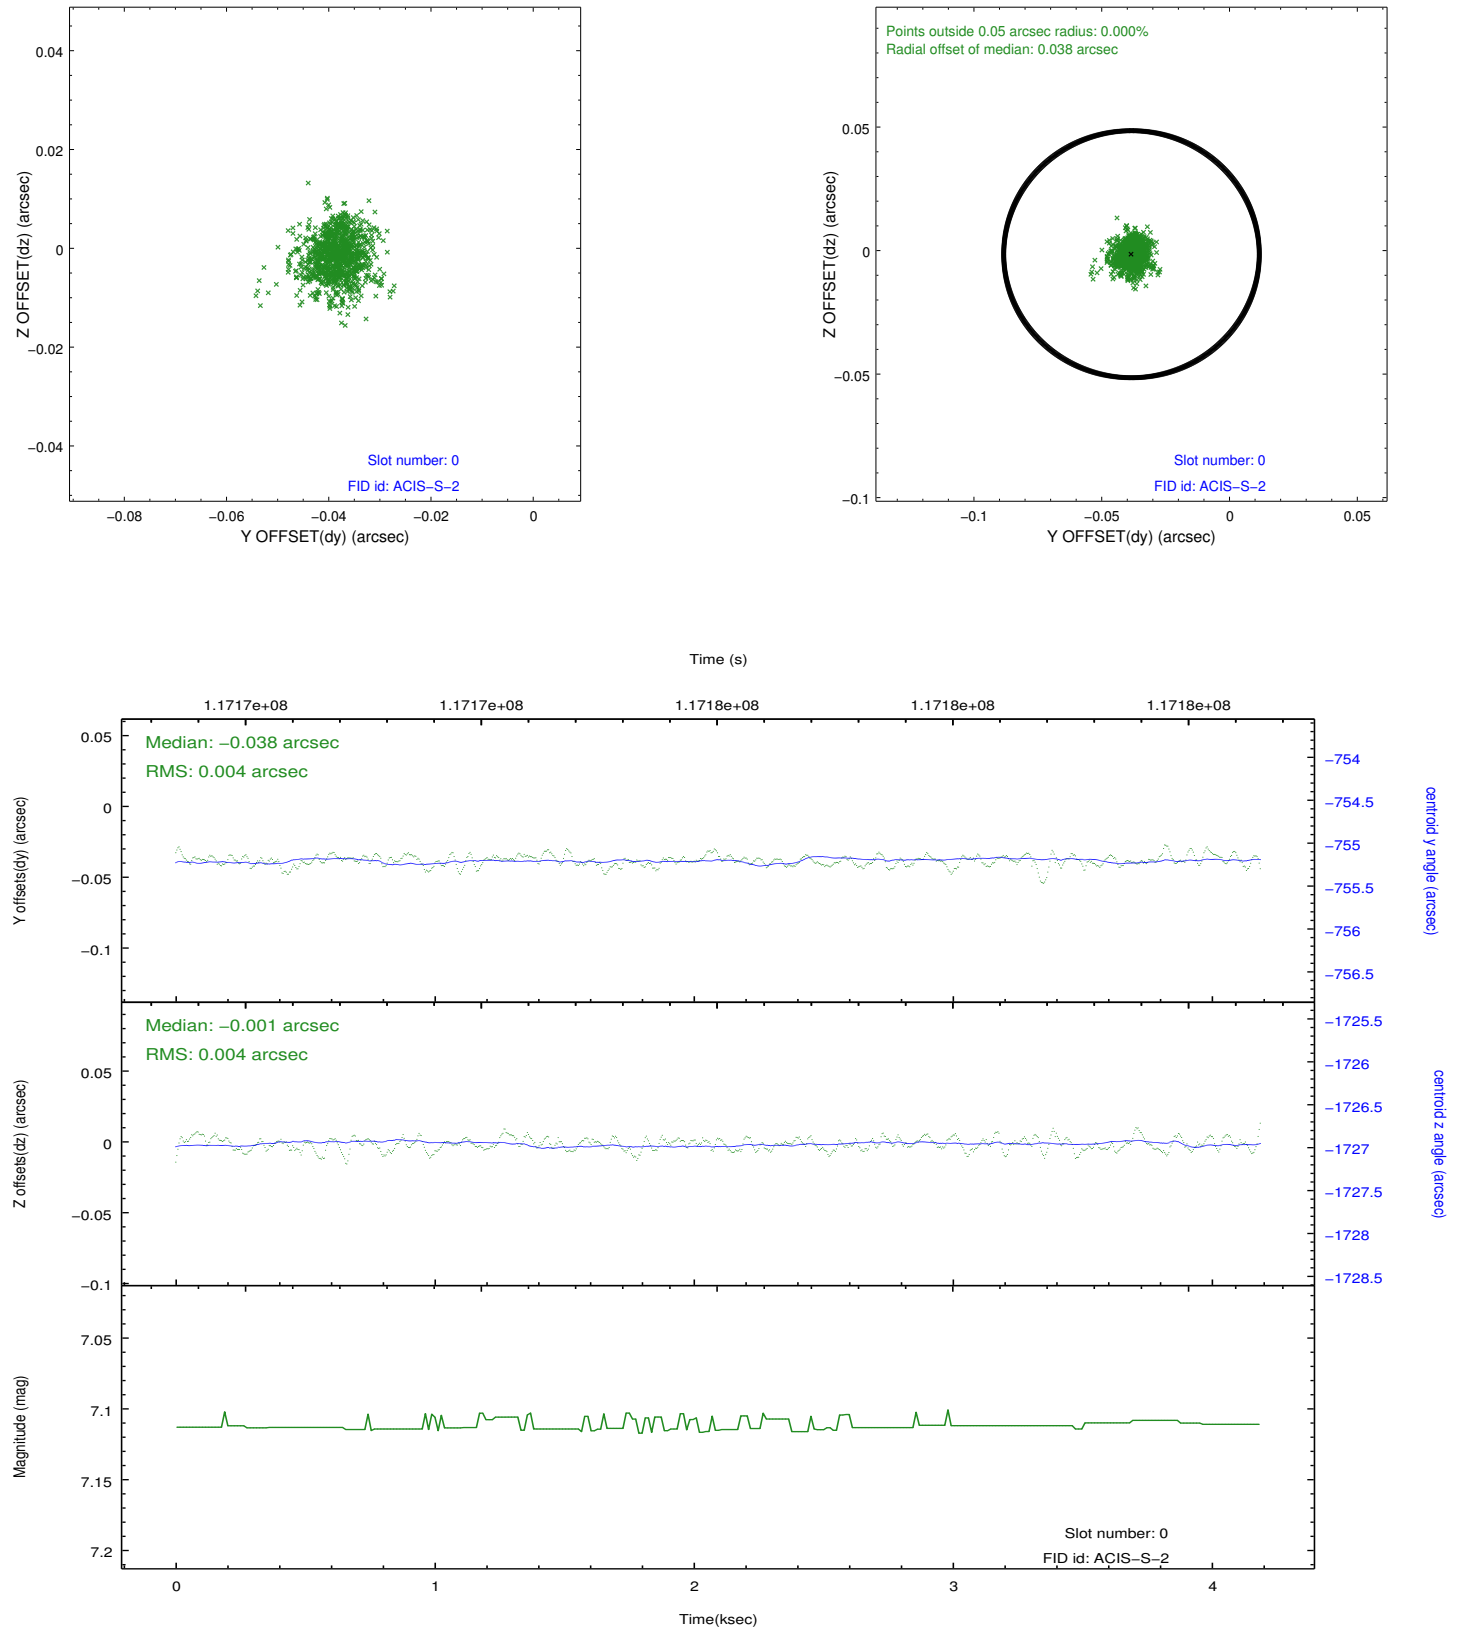 0.04
0.02
0
−0.02
−0.04
Z OFFSET(dz) (arcsec)
Slot number: 0
FID id: ACIS−S−2
−0.08
−0.06
−0.04
−0.02
0
Y OFFSET(dy) (arcsec)
Points outside 0.05 arcsec radius: 0.000%
Radial offset of median: 0.038 arcsec
0.05
0
−0.05
−0.1
Z OFFSET(dz) (arcsec)
Slot number: 0
FID id: ACIS−S−2
−0.1
−0.05
0
0.05
Y OFFSET(dy) (arcsec)
Time (s)
1.1717e+08
1.1717e+08
1.1718e+08
1.1718e+08
1.1718e+08
Median: −0.038 arcsec
RMS: 0.004 arcsec
0.05
0
−0.05
−0.1
Y offsets(dy) (arcsec)
−754
−754.5
−755
−755.5
−756
−756.5
centroid y angle (arcsec)
Median: −0.001 arcsec
RMS: 0.004 arcsec
0.05
0
−0.05
−0.1
Z offsets(dz) (arcsec)
−1725.5
−1726
−1726.5
−1727
−1727.5
−1728
−1728.5
centroid z angle (arcsec)
7.05
7.1
7.15
7.2
Magnitude (mag)
Slot number: 0
FID id: ACIS−S−2
0
1
2
3
4
Time(ksec)